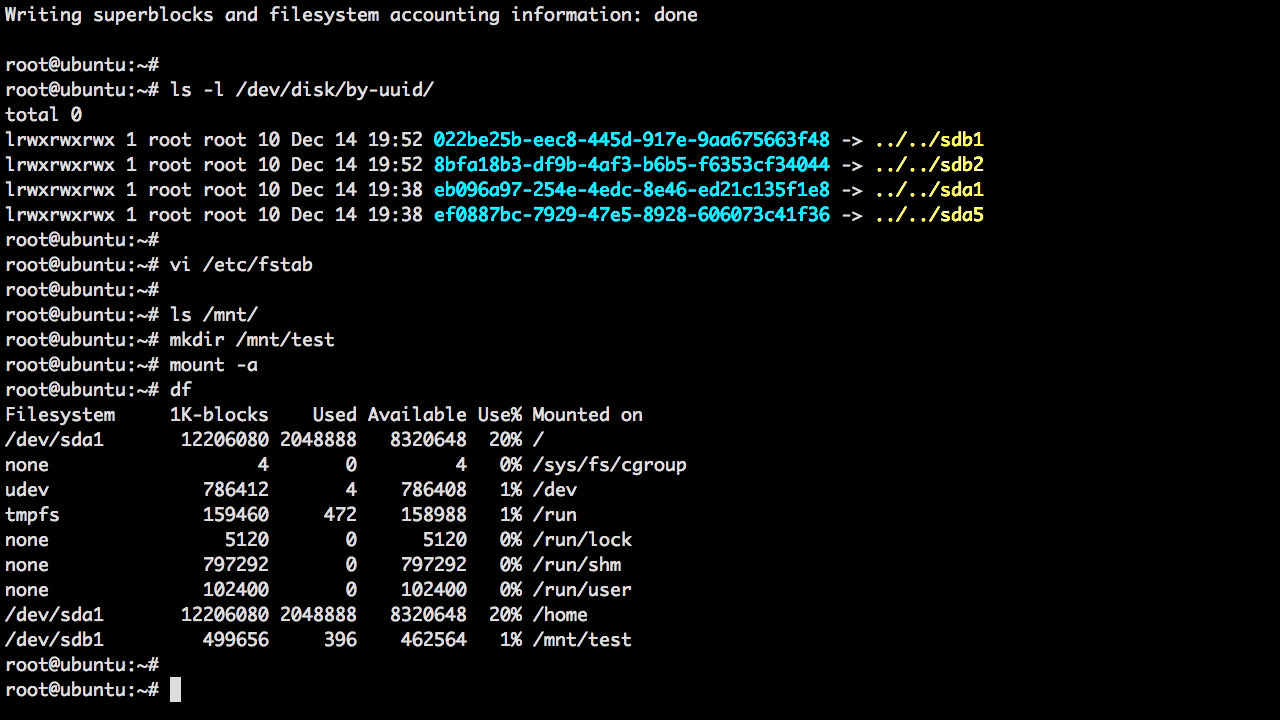 Writing superblocks and filesystem accounting information: done
root@ubuntu:~#
root@ubuntu:~# ls -l /dev/disk/by-uuid/
total 0
lrwxrwxrwx 1 root root 10 Dec 14 19:52 022be25b-eec8-445d-917e-9aa675663f48 -> ../../sdb1
lrwxrwxrwx 1 root root 10 Dec 14 19:52 8bfa18b3-df9b-4af3-b6b5-f6353cf34044 -> ../../sdb2
lrwxrwxrwx 1 root root 10 Dec 14 19:38 eb096a97-254e-4edc-8e46-ed21c135f1e8 -> ../../sda1
lrwxrwxrwx 1 root root 10 Dec 14 19:38 ef0887bc-7929-47e5-8928-606073c41f36 -> ../../sda5
root@ubuntu:~#
root@ubuntu:~# vi /etc/fstab
root@ubuntu:~#
root@ubuntu:~# ls /mnt/
root@ubuntu:~# mkdir /mnt/test
root@ubuntu:~# mount -a
root@ubuntu:~# df
Filesystem     1K-blocks    Used Available Use% Mounted on
/dev/sda1       12206080 2048888   8320648  20% /
none                   4       0         4   0% /sys/fs/cgroup
udev              786412       4    786408   1% /dev
tmpfs             159460     472    158988   1% /run
none                5120       0      5120   0% /run/lock
none              797292       0    797292   0% /run/shm
none              102400       0    102400   0% /run/user
/dev/sda1       12206080 2048888   8320648  20% /home
/dev/sdb1         499656     396    462564   1% /mnt/test
root@ubuntu:~#
root@ubuntu:~#